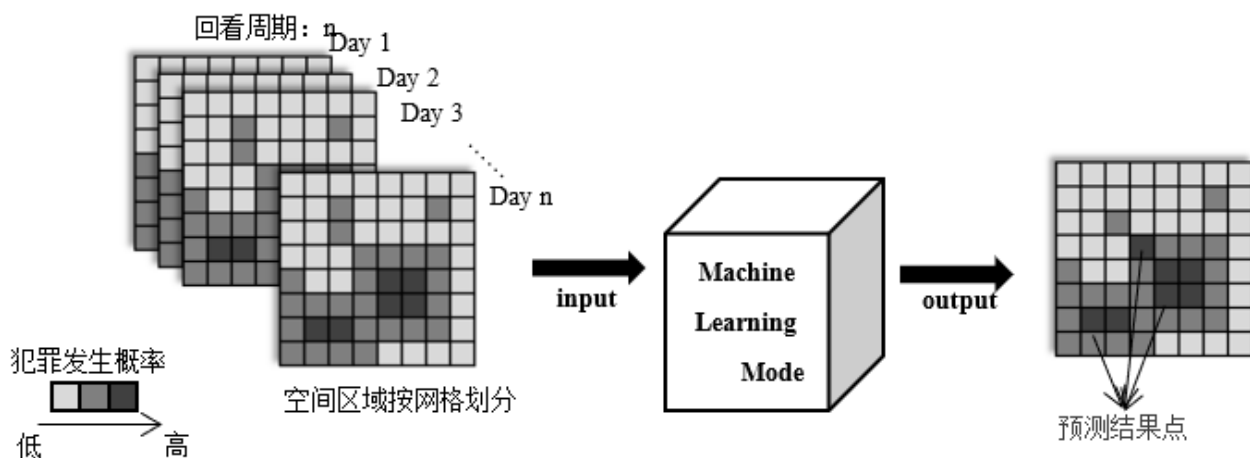 回看周期：n
Day 1
Day 2
Day 3
Day n
input
Machine
Learning
Mode
output
犯罪发生概率
低
高
空间区域按网格划分
预测结果点